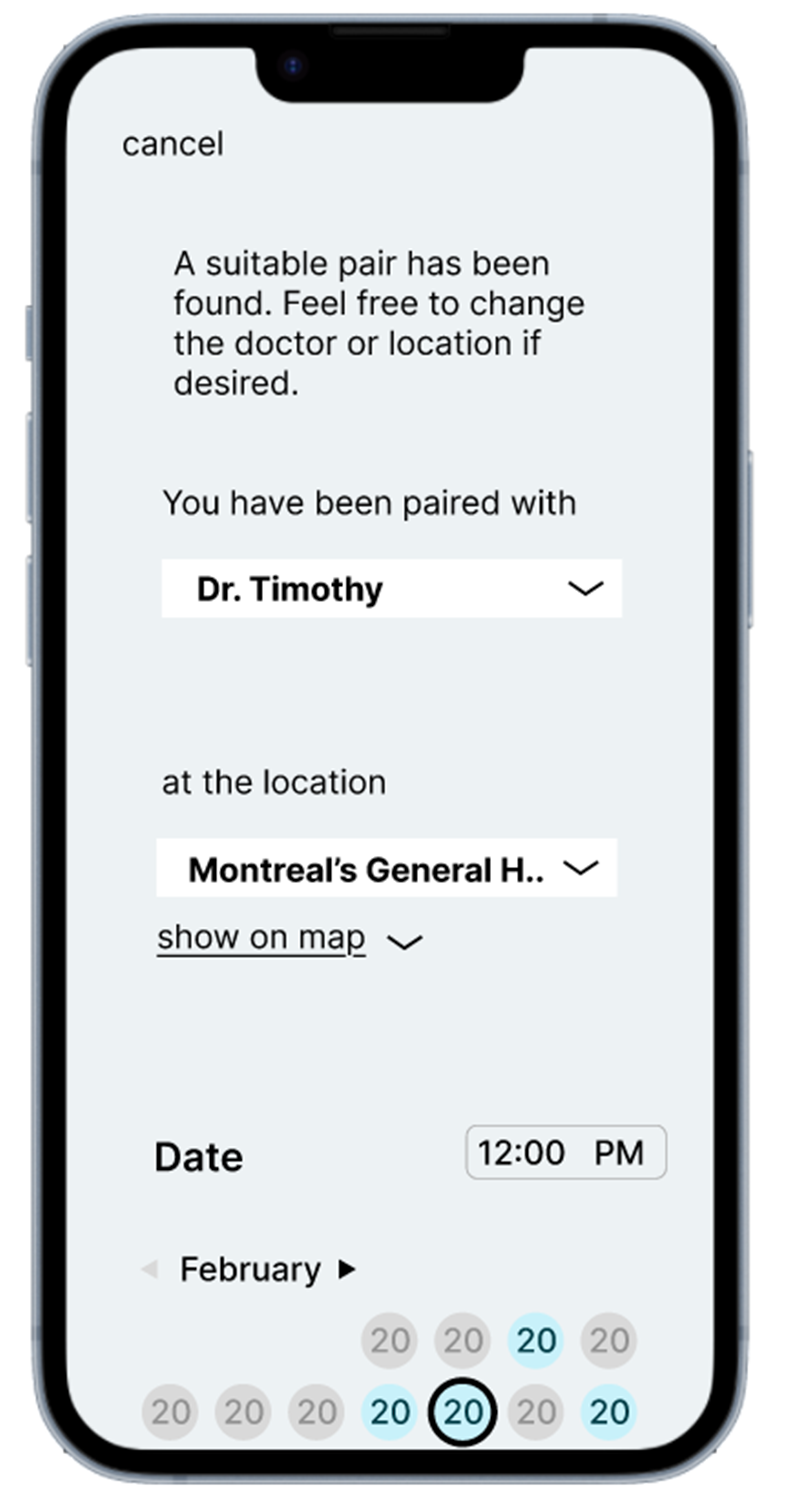 cancel
A suitable pair has been
found. Feel free to change
the doctor or location if
desired.
You have been paired with
Dr. Timothy
at the location
Montreal’s General H..
show on map
Date
12:00 PM
February
20 20 20 20
20 20 20 20 20 20 20